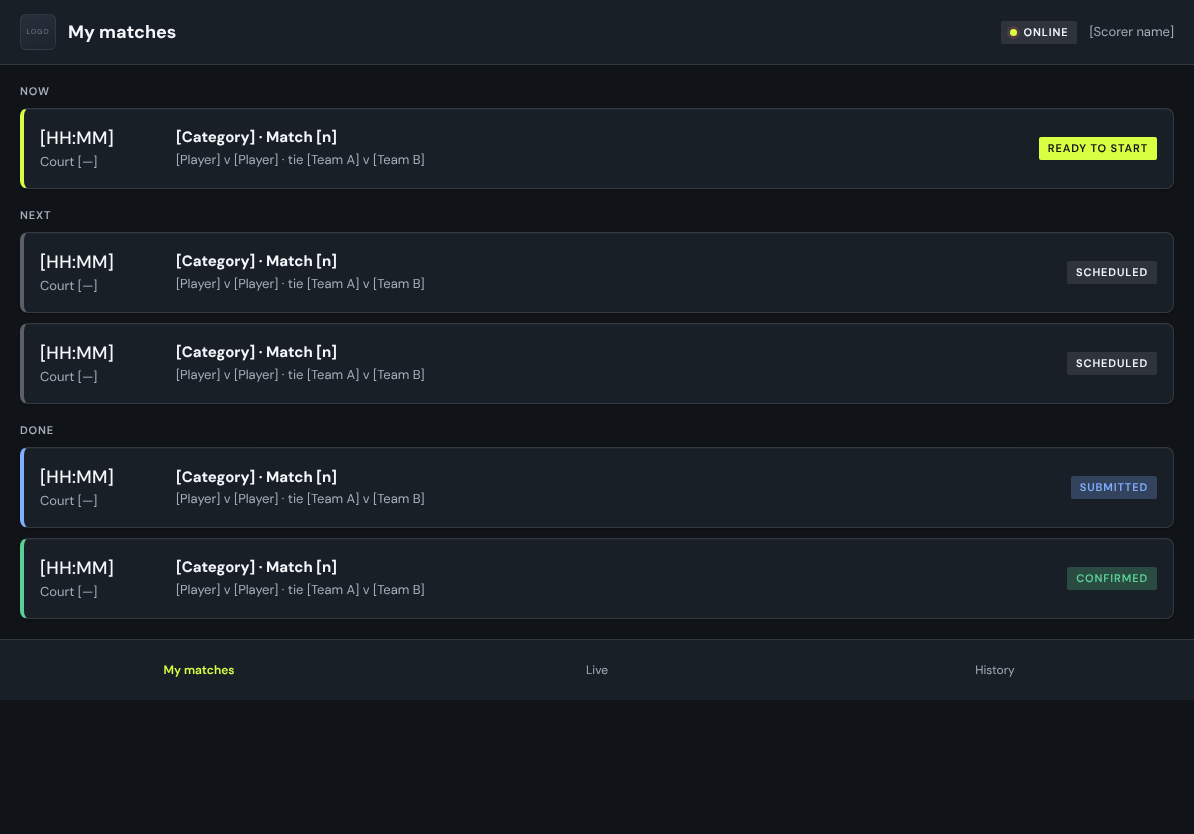 LOGO
My matches
ONLINE
[Scorer name]
NOW
[HH:MM]
[Category] · Match [n]
Court [—]
[Player] v [Player] · tie [Team A] v [Team B]
READY TO START
NEXT
[HH:MM]
[Category] · Match [n]
Court [—]
[Player] v [Player] · tie [Team A] v [Team B]
SCHEDULED
[HH:MM]
[Category] · Match [n]
Court [—]
[Player] v [Player] · tie [Team A] v [Team B]
SCHEDULED
DONE
[HH:MM]
[Category] · Match [n]
Court [—]
[Player] v [Player] · tie [Team A] v [Team B]
SUBMITTED
[HH:MM]
[Category] · Match [n]
Court [—]
[Player] v [Player] · tie [Team A] v [Team B]
CONFIRMED
My matches
Live
History